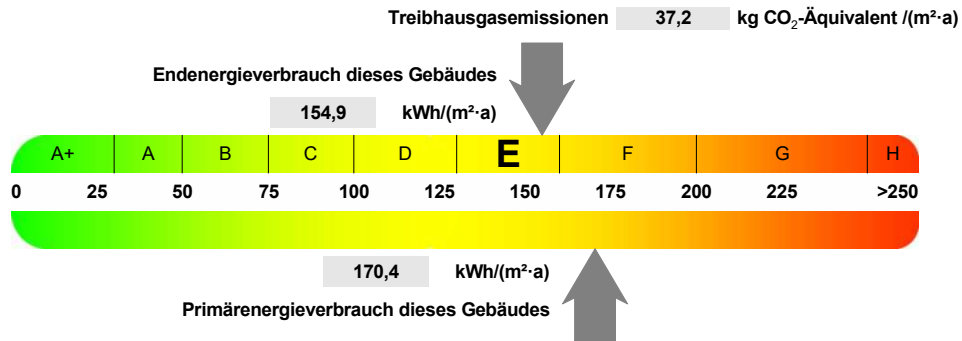 Treibhausgasemissionen 37,2 kg CO₂-Äquivalent /(m²·a)
Endenergieverbrauch dieses Gebäudes
154,9 kWh/(m²·a)
A+ A B C D E F G H
0 25 50 75 100 125 150 175 200 225 >250
170,4 kWh/(m²·a)
Primärenergieverbrauch dieses Gebäudes